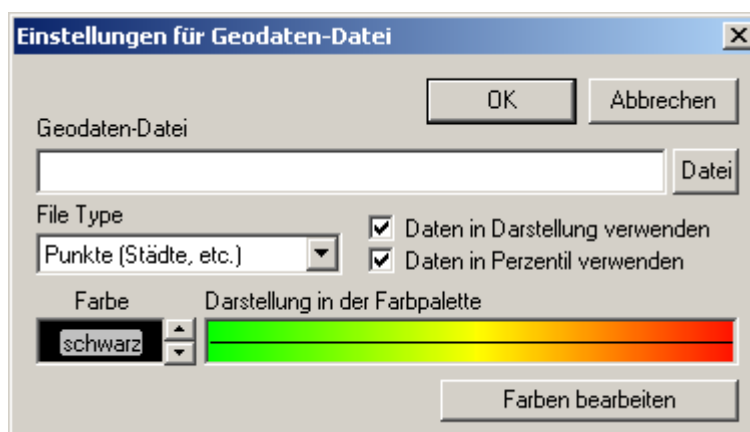 Einstellungen für Geodaten-Datei
OK
Abbrechen
Geodaten-Datei
Datei
File Type
Punkte (Städte, etc.)
Daten in Darstellung verwenden
Daten in Perzentil verwenden
Farbe
Darstellung in der Farbpalette
schwarz
Farben bearbeiten